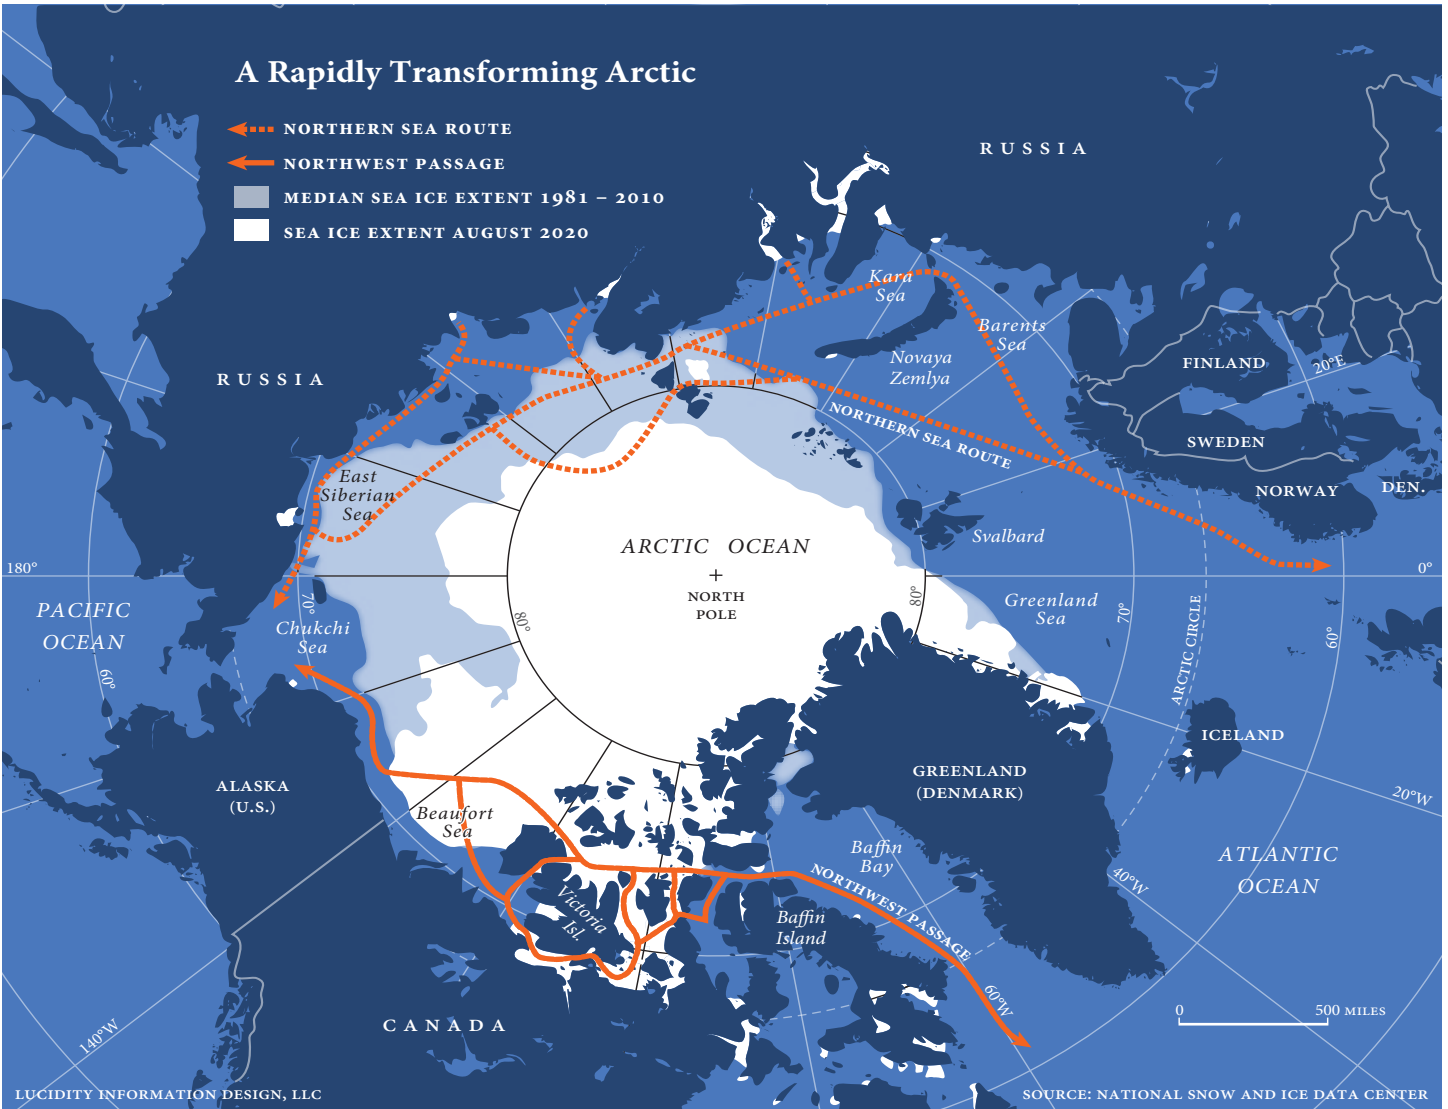 A Rapidly Transforming Arctic
NORTHERN SEA ROUTE
NORTHWEST PASSAGE
MEDIAN SEA ICE EXTENT 1981 – 2010
SEA ICE EXTENT AUGUST 2020
RUSSIA
Kara
Sea
Barents
Sea
Novaya
Zemlya
FINLAND
20°E
RUSSIA
NORTHERN SEA ROUTE
SWEDEN
NORWAY
DEN.
East
Siberian
Sea
Svalbard
ARCTIC OCEAN
+
NORTH
POLE
180°
0°
PACIFIC
OCEAN
70°
80°
80°
70°
60°
60°
Chukchi
Sea
Greenland
Sea
ARCTIC CIRCLE
ICELAND
ALASKA
(U.S.)
GREENLAND
(DENMARK)
20°W
Beaufort
Sea
Baffin
Bay
ATLANTIC
OCEAN
40°W
NORTHWEST PASSAGE
Victoria
Isl.
Baffin
Island
60°W
CANADA
140°W
0
500 MILES
LUCIDITY INFORMATION DESIGN, LLC
SOURCE: NATIONAL SNOW AND ICE DATA CENTER